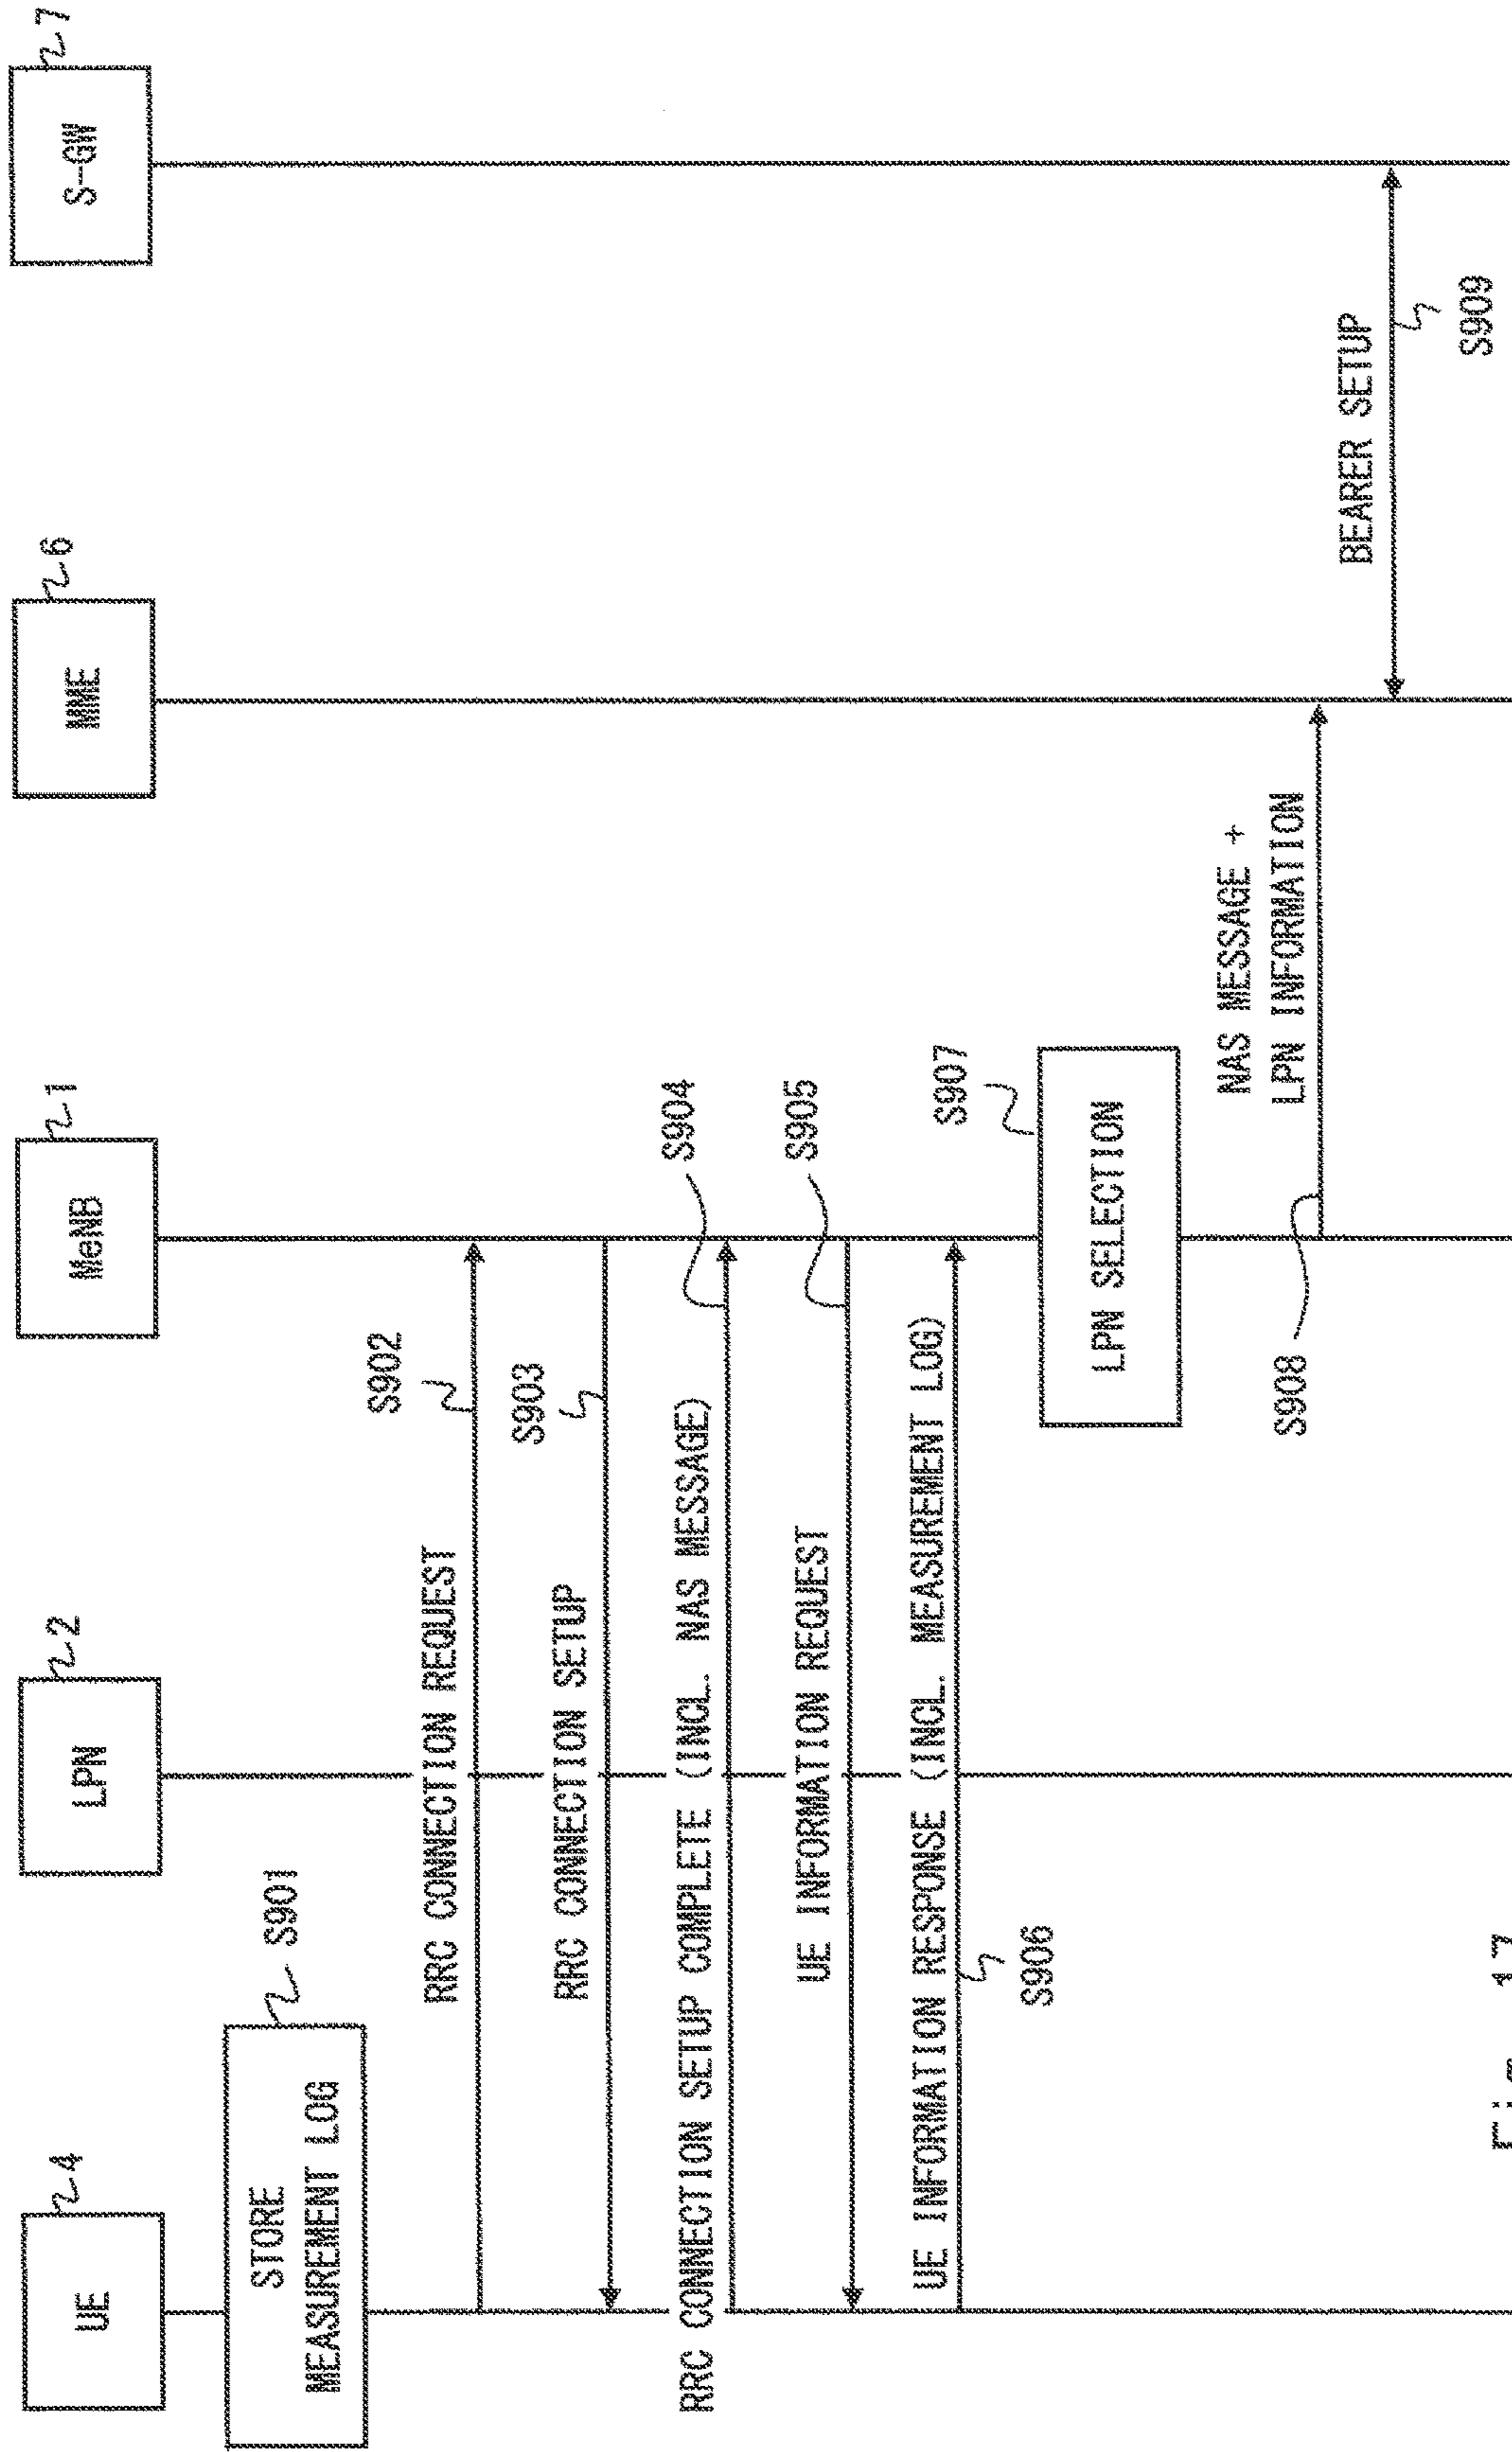 UE
4
LPN
2
MeNB
1
MME
6
S-GW
7
STORE
MEASUREMENT LOG
S901
RRC CONNECTION REQUEST
S902
RRC CONNECTION SETUP
S903
RRC CONNECTION SETUP COMPLETE (INCL. NAS MESSAGE)
S904
UE INFORMATION REQUEST
S905
UE INFORMATION RESPONSE (INCL. MEASUREMENT LOG)
S906
LPN SELECTION
S907
NAS MESSAGE +
LPN INFORMATION
S908
BEARER SETUP
S909
Fig. 17